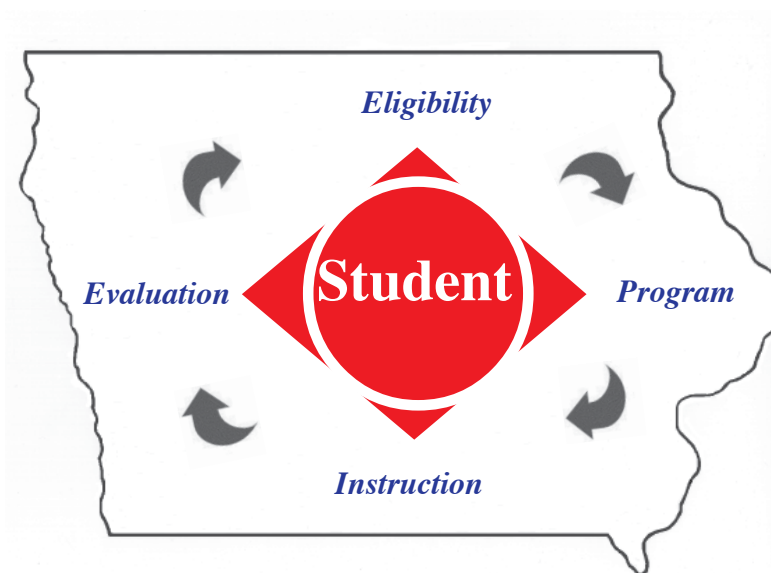 Eligibility
Student
Evaluation
Program
Instruction